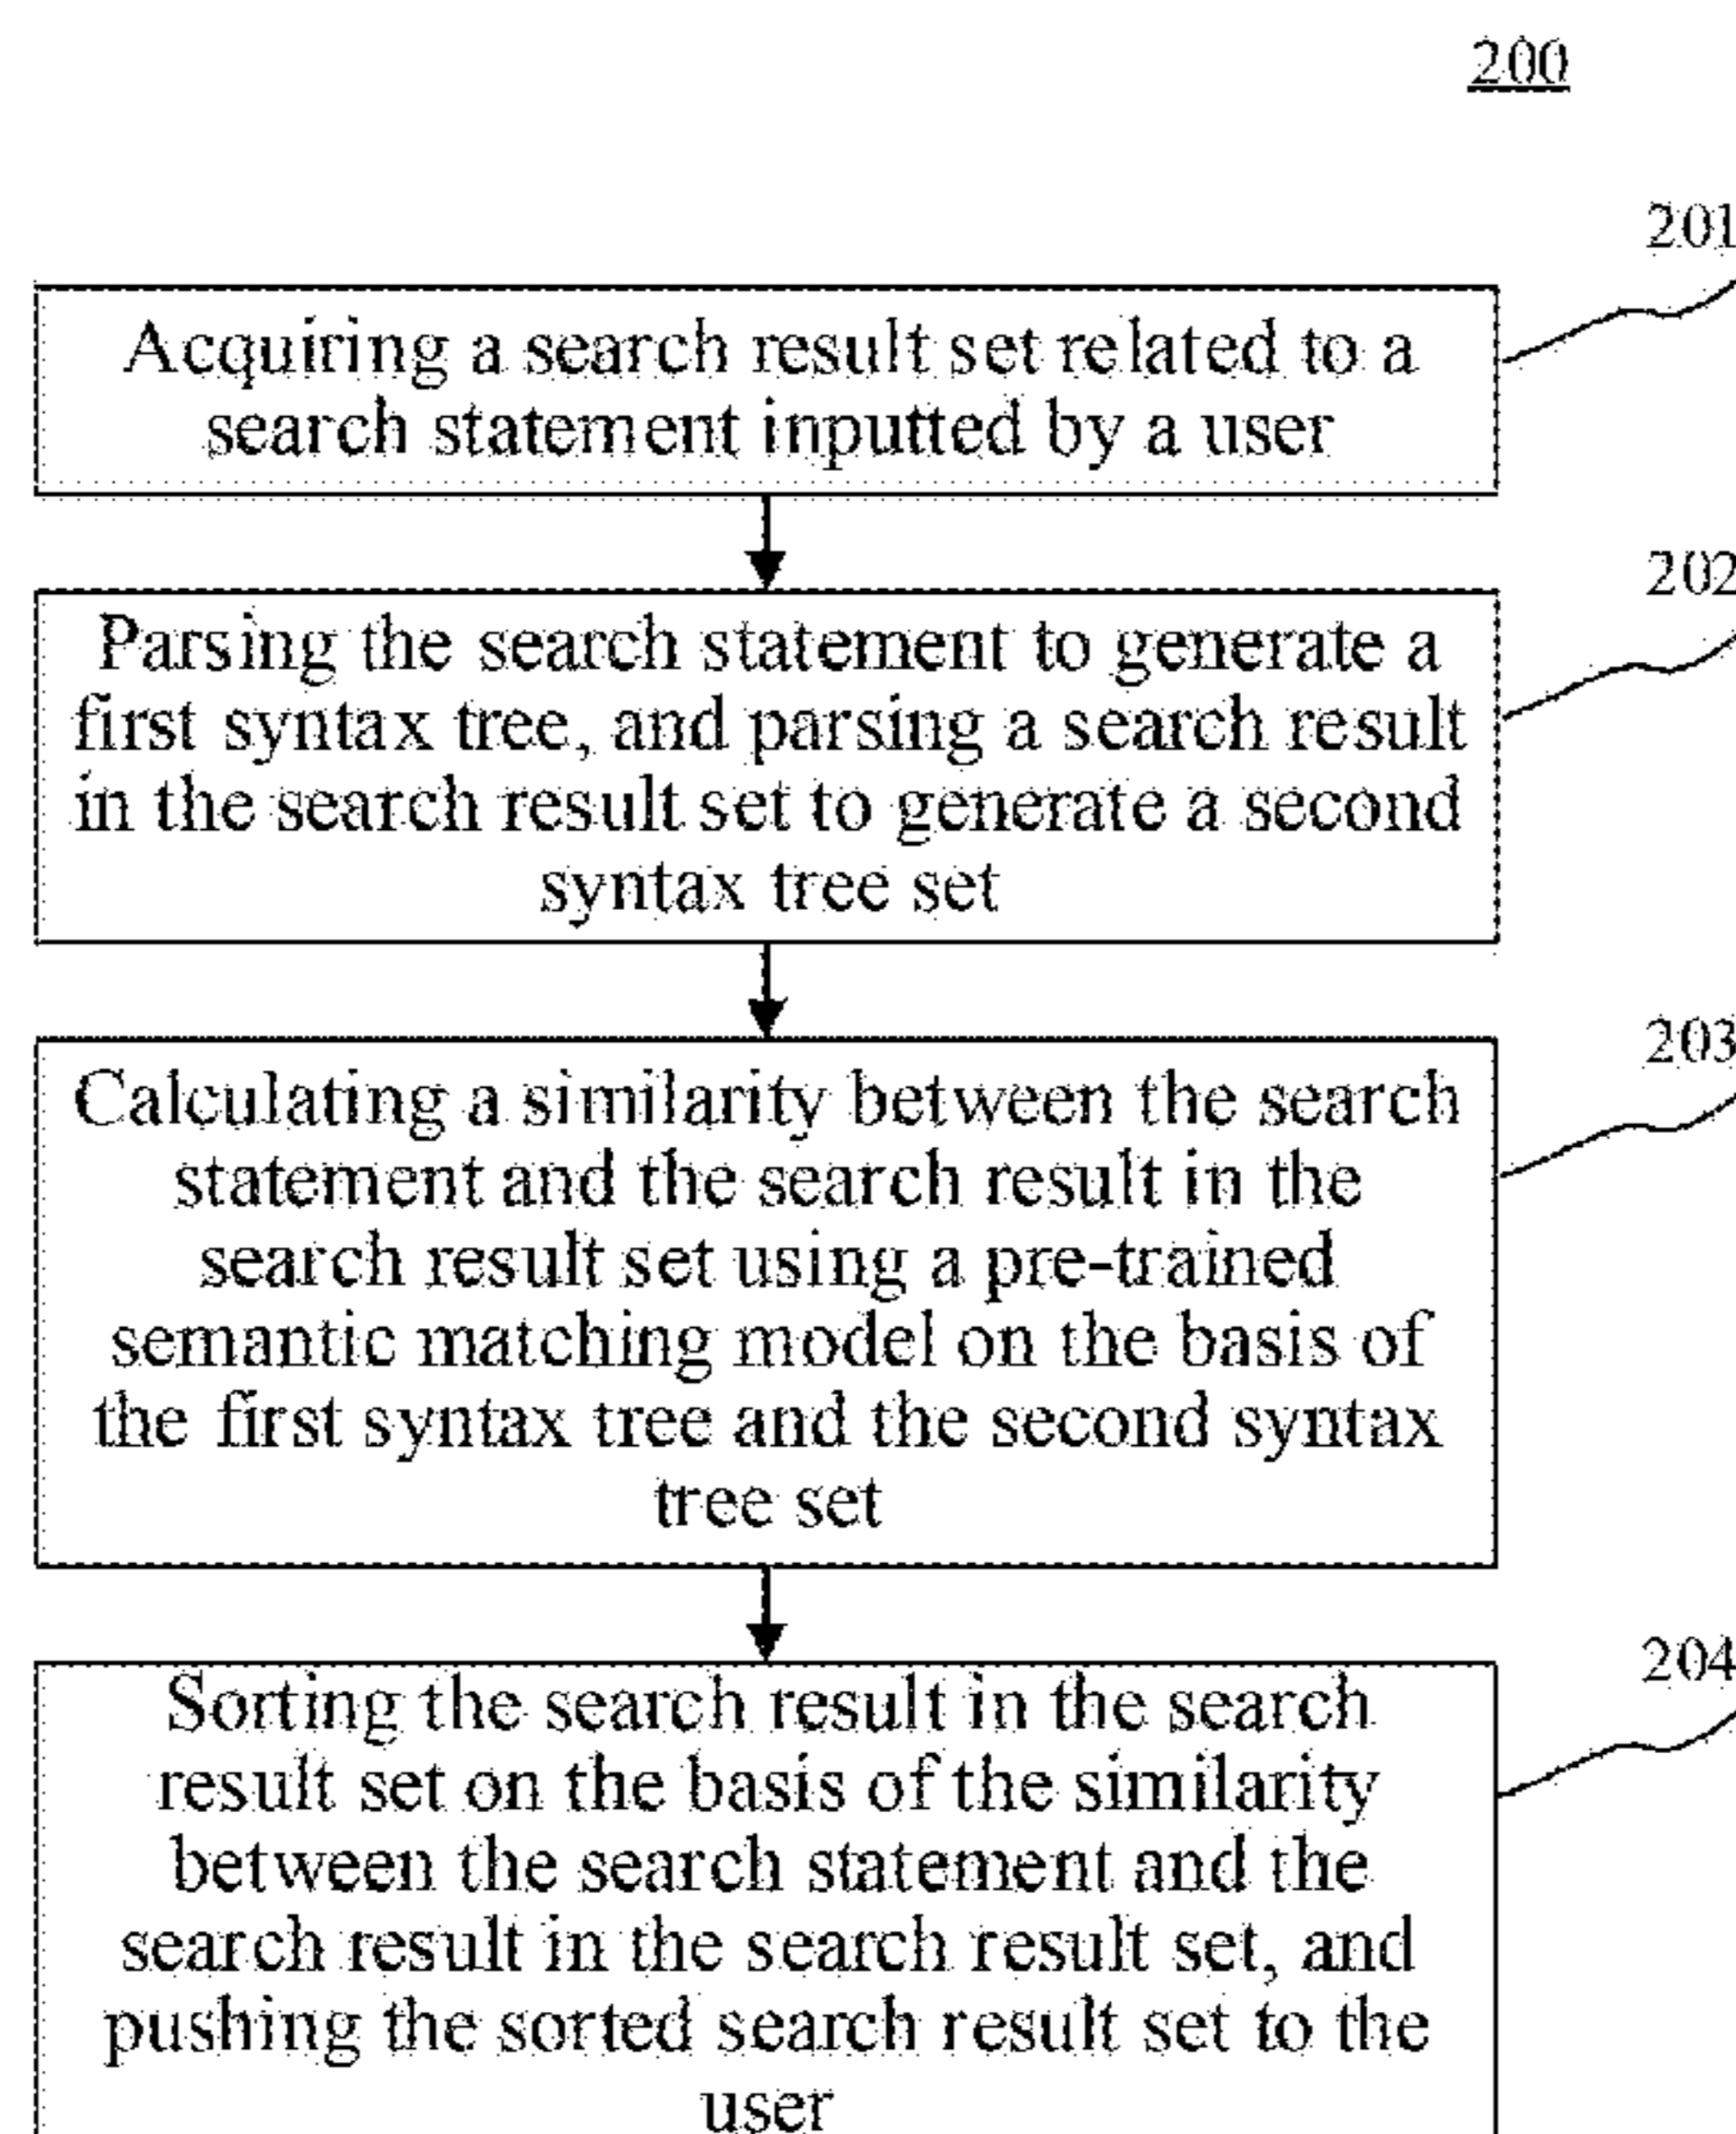 200
201
Acquiring a search result set related to a
search statement inputted by a user
202
Parsing the search statement to generate a
first syntax tree, and parsing a search result
in the search result set to generate a second
syntax tree set
203
Calculating a similarity between the search
statement and the search result in the
search result set using a pre-trained
semantic matching model on the basis of
the first syntax tree and the second syntax
tree set
204
Sorting the search result in the search
result set on the basis of the similarity
between the search statement and the
search result in the search result set, and
pushing the sorted search result set to the
user